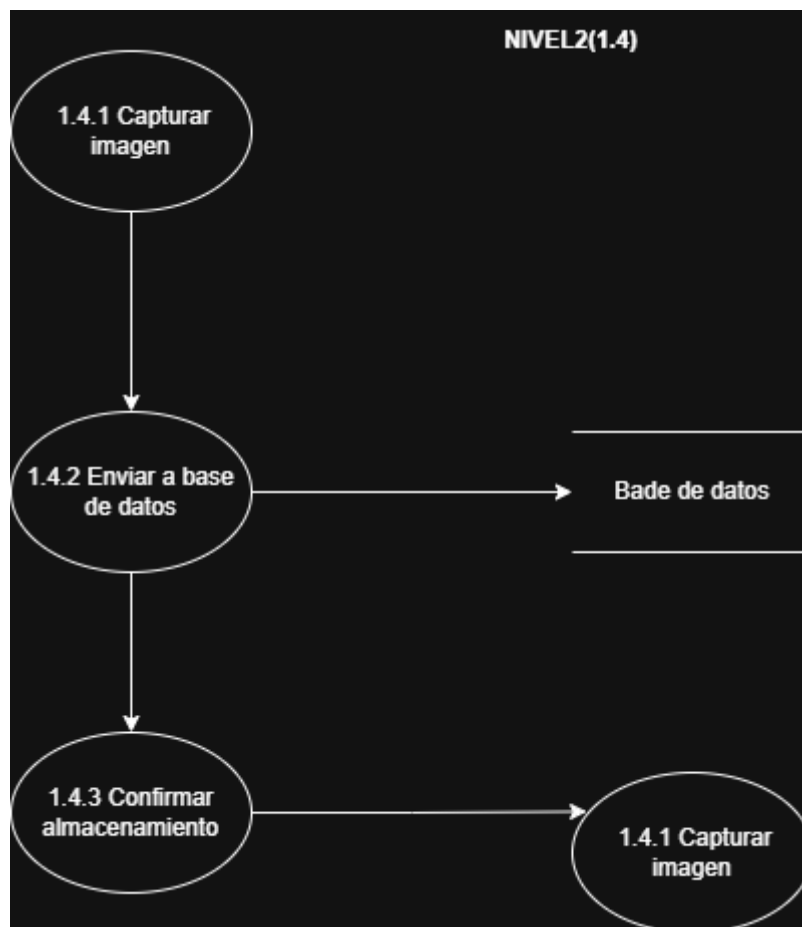 NIVEL2(1.4)
1.4.1 Capturar
imagen
1.4.2 Enviar a base
de datos
Bade de datos
1.4.3 Confirmar
almacenamiento
1.4.1 Capturar
imagen